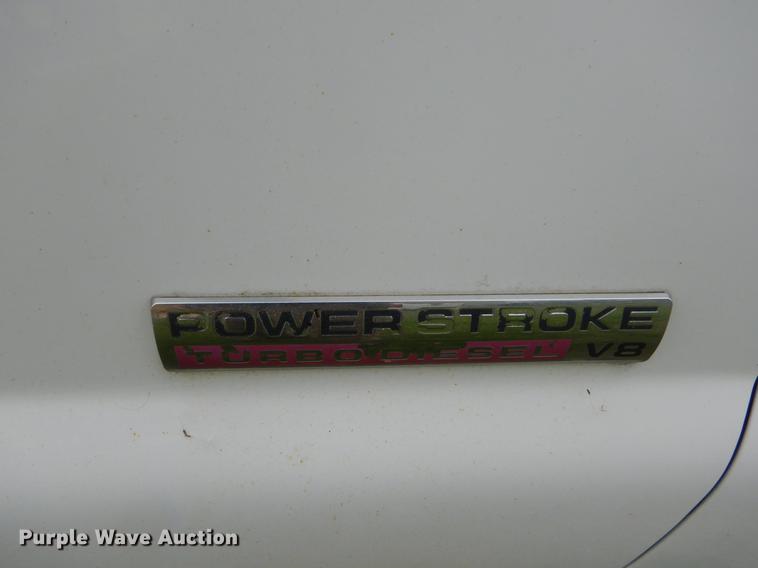 POWER STROKE
TURBO DIESEL V8
Purple Wave Auction